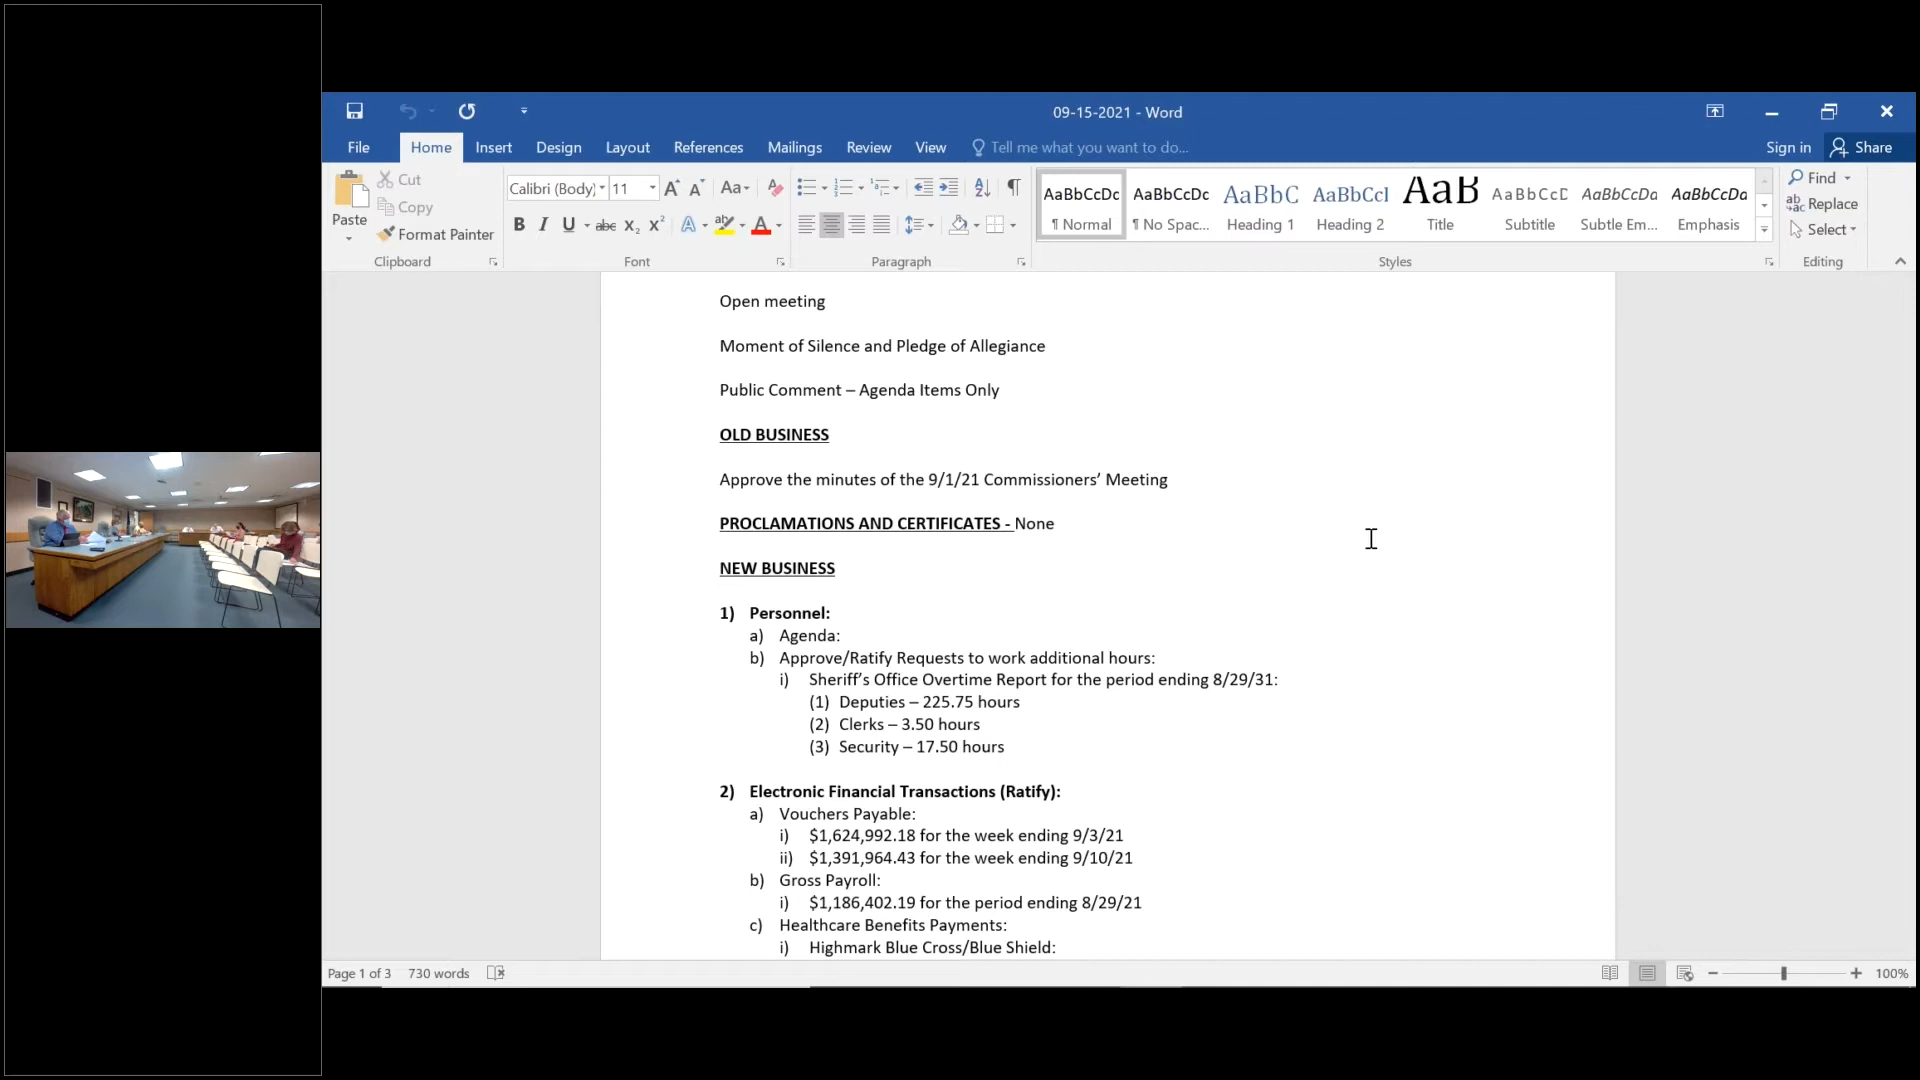 09-15-2021 - Word
File Home Insert Design Layout References Mailings Review View Tell me what you want to do... Sign in Share
Paste
Cut
Copy
Format Painter
Clipboard
Calibri (Body) 11
Font
Paragraph
AaBbCcDc AaBbCcDc AaBbC AaBbCcI AaB AaBbCcD AaBbCcDa AaBbCcDa
¶ Normal ¶ No Spac... Heading 1 Heading 2 Title Subtitle Subtle Em... Emphasis
Styles
Find
Replace
Select
Editing
Open meeting
Moment of Silence and Pledge of Allegiance
Public Comment – Agenda Items Only
OLD BUSINESS
Approve the minutes of the 9/1/21 Commissioners’ Meeting
PROCLAMATIONS AND CERTIFICATES - None
NEW BUSINESS
1) Personnel:
a) Agenda:
b) Approve/Ratify Requests to work additional hours:
i) Sheriff’s Office Overtime Report for the period ending 8/29/31:
(1) Deputies – 225.75 hours
(2) Clerks – 3.50 hours
(3) Security – 17.50 hours
2) Electronic Financial Transactions (Ratify):
a) Vouchers Payable:
i) $1,624,992.18 for the week ending 9/3/21
ii) $1,391,964.43 for the week ending 9/10/21
b) Gross Payroll:
i) $1,186,402.19 for the period ending 8/29/21
c) Healthcare Benefits Payments:
i) Highmark Blue Cross/Blue Shield:
Page 1 of 3 730 words 100%